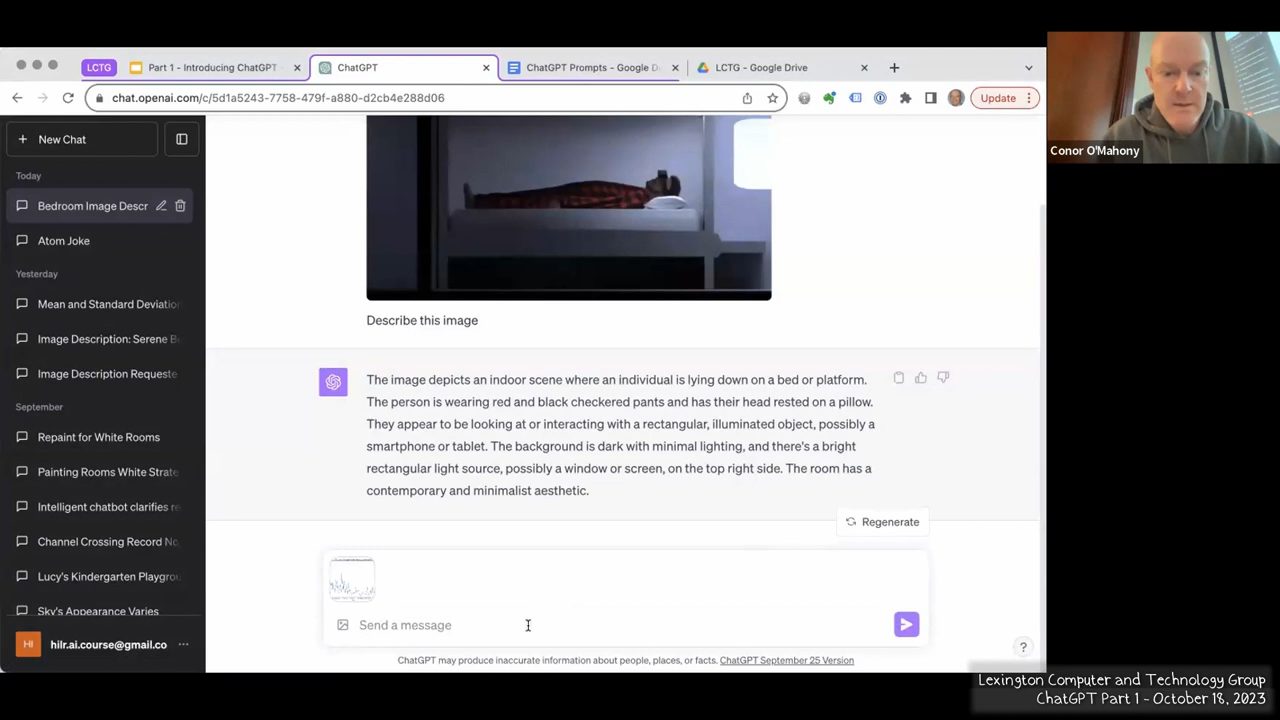 LCTG
Part 1 - Introducing ChatGPT
ChatGPT
ChatGPT Prompts - Google D
LCTG - Google Drive
chat.openai.com/c/5d1a5243-7758-479f-a880-d2cb4e288d06
Update
Conor O'Mahony
New Chat
Today
Bedroom Image Descr
Atom Joke
Yesterday
Mean and Standard Deviatio
Image Description: Serene B
Image Description Requeste
September
Repaint for White Rooms
Painting Rooms White Strate
Intelligent chatbot clarifies re
Channel Crossing Record No
Lucy's Kindergarten Playgrou
Sky's Appearance Varies
HI
hilr.ai.course@gmail.co
Describe this image
The image depicts an indoor scene where an individual is lying down on a bed or platform.
The person is wearing red and black checkered pants and has their head rested on a pillow.
They appear to be looking at or interacting with a rectangular, illuminated object, possibly a
smartphone or tablet. The background is dark with minimal lighting, and there's a bright
rectangular light source, possibly a window or screen, on the top right side. The room has a
contemporary and minimalist aesthetic.
Regenerate
Send a message
ChatGPT may produce inaccurate information about people, places, or facts. ChatGPT September 25 Version
?
Lexington Computer and Technology Group
ChatGPT Part 1 - October 18, 2023